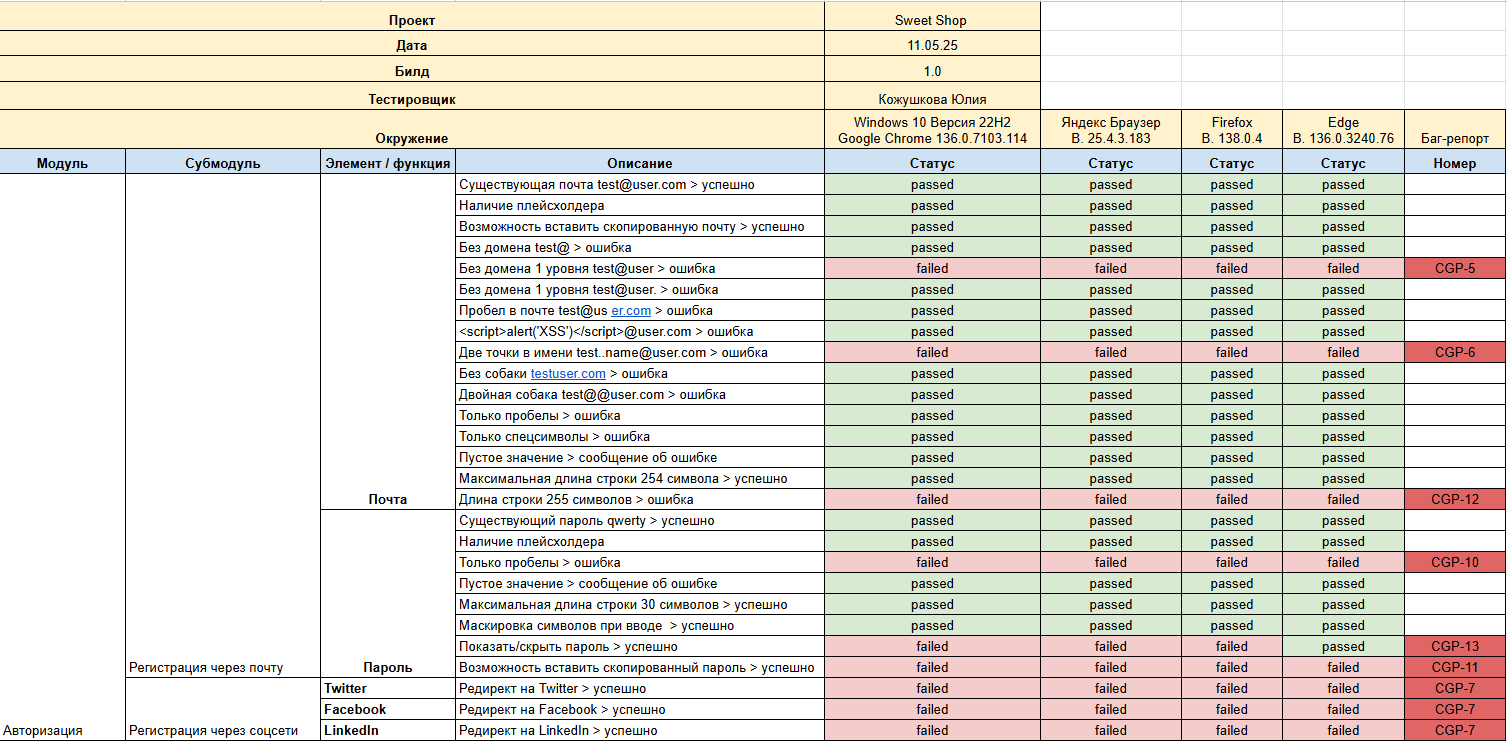 Проект Sweet Shop
Дата 11.05.25
Билд 1.0
Тестировщик Кожушкова Юлия
Windows 10 Версия 22H2 Яндекс Браузер Firefox Edge
Окружение Google Chrome 136.0.7103.114 В. 25.4.3.183 В. 138.0.4 В. 136.0.3240.76 Баг-репорт
Модуль Субмодуль Элемент / функция Описание Статус Статус Статус Статус Номер
Существующая почта test@user.com > успешно passed passed passed passed
Наличие плейсхолдера passed passed passed passed
Возможность вставить скопированную почту > успешно passed passed passed passed
Без домена test@ > ошибка passed passed passed passed
Без домена 1 уровня test@user > ошибка failed failed failed failed CGP-5
Без домена 1 уровня test@user. > ошибка passed passed passed passed
Пробел в почте test@us er.com > ошибка passed passed passed passed
<script>alert('XSS')</script>@user.com > ошибка passed passed passed passed
Две точки в имени test..name@user.com > ошибка failed failed failed failed CGP-6
Без собаки testuser.com > ошибка passed passed passed passed
Двойная собака test@@user.com > ошибка passed passed passed passed
Только пробелы > ошибка passed passed passed passed
Только спецсимволы > ошибка passed passed passed passed
Пустое значение > сообщение об ошибке passed passed passed passed
Максимальная длина строки 254 символа > успешно passed passed passed passed
Почта Длина строки 255 символов > ошибка failed failed failed failed CGP-12
Существующий пароль qwerty > успешно passed passed passed passed
Наличие плейсхолдера passed passed passed passed
Только пробелы > ошибка failed failed failed failed CGP-10
Пустое значение > сообщение об ошибке passed passed passed passed
Максимальная длина строки 30 символов > успешно passed passed passed passed
Маскировка символов при вводе > успешно passed passed passed passed
Показать/скрыть пароль > успешно failed failed failed passed CGP-13
Регистрация через почту Пароль Возможность вставить скопированный пароль > успешно failed failed failed failed CGP-11
Twitter Редирект на Twitter > успешно failed failed failed failed CGP-7
Facebook Редирект на Facebook > успешно failed failed failed failed CGP-7
Авторизация Регистрация через соцсети LinkedIn Редирект на LinkedIn > успешно failed failed failed failed CGP-7